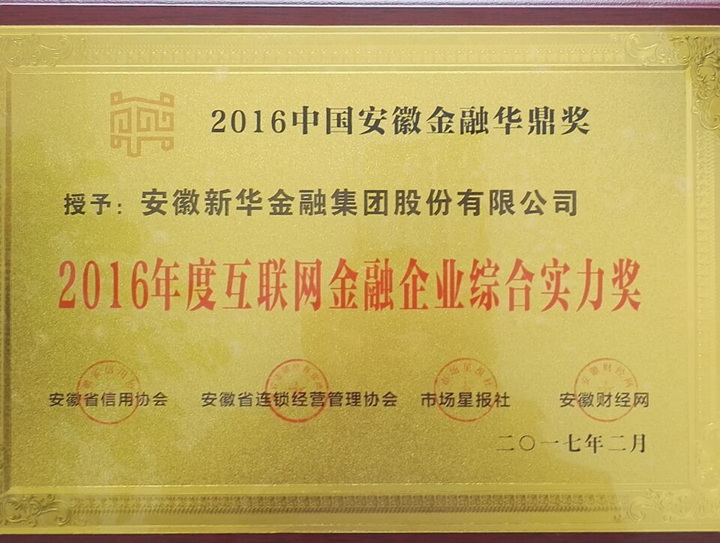 2016中国安徽金融华鼎奖
授予：安徽新华金融集团股份有限公司
2016年度互联网金融企业综合实力奖
安徽省信用协会 安徽省连锁经营管理协会 市场星报社 安徽财经网
二〇一七年二月